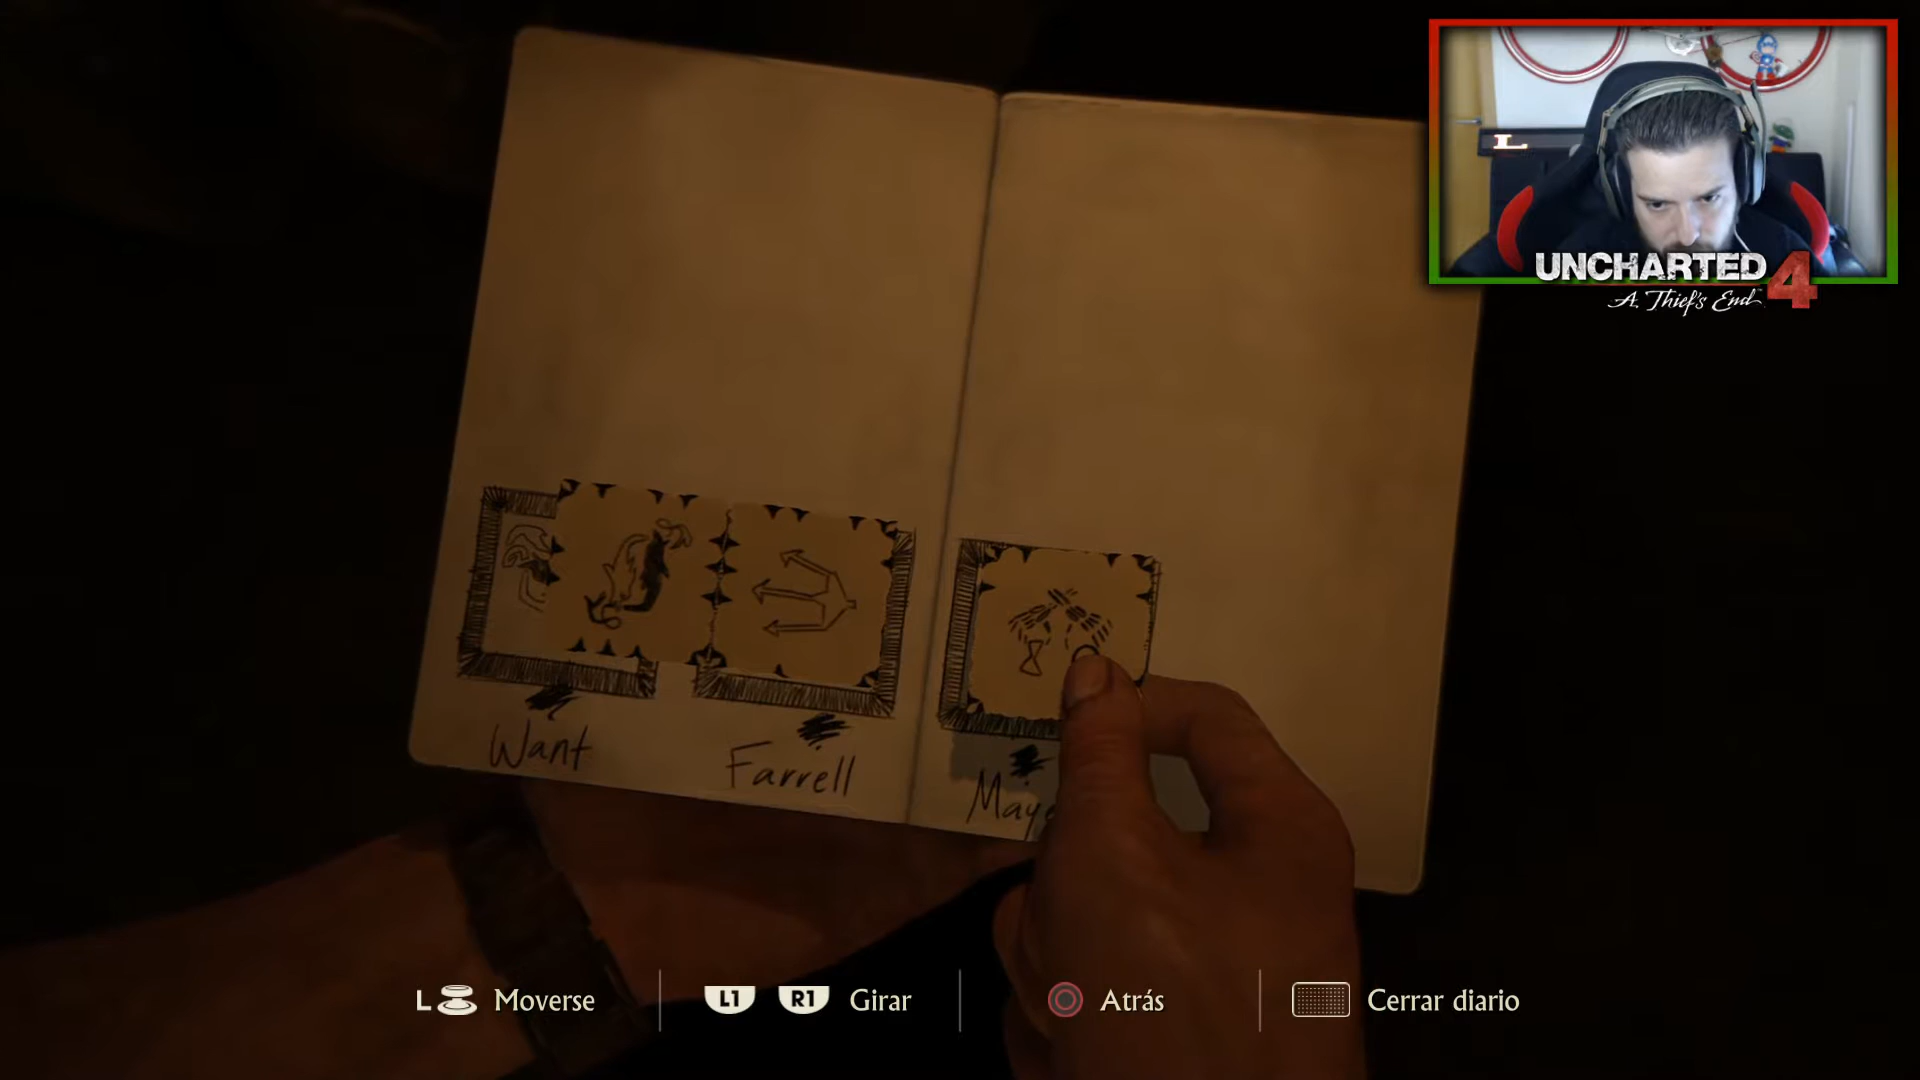 L
UNCHARTED 4
A Thief's End
Want
Farrell
L Moverse
L1 R1 Girar
Atrás
Cerrar diario